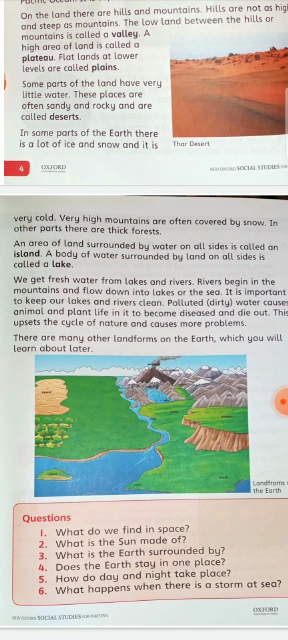 On the land there are hills and mountains. Hills are not as high
and steep as mountains. The low land between the hills or
mountains is called a valley. A
high area of land is called a
plateau. Flat lands at lower
levels are called plains.
Some parts of the land have very
little water. These places are
often sandy and rocky and are
called deserts.
In some parts of the Earth there
is a lot of ice and snow and it is
Thar Desert
4
OXFORD
NEW OXFORD SOCIAL STUDIES FOR
very cold. Very high mountains are often covered by snow. In
other parts there are thick forests.
An area of land surrounded by water on all sides is called an
island. A body of water surrounded by land on all sides is
called a lake.
We get fresh water from lakes and rivers. Rivers begin in the
mountains and flow down into lakes or the sea. It is important
to keep our lakes and rivers clean. Polluted (dirty) water causes
animal and plant life in it to become diseased and die out. This
upsets the cycle of nature and causes more problems.
There are many other landforms on the Earth, which you will
learn about later.
Landfroms
the Earth
Questions
1. What do we find in space?
2. What is the Sun made of?
3. What is the Earth surrounded by?
4. Does the Earth stay in one place?
5. How do day and night take place?
6. What happens when there is a storm at sea?
NEW OXFORD SOCIAL STUDIES FOR PAKISTAN
OXFORD